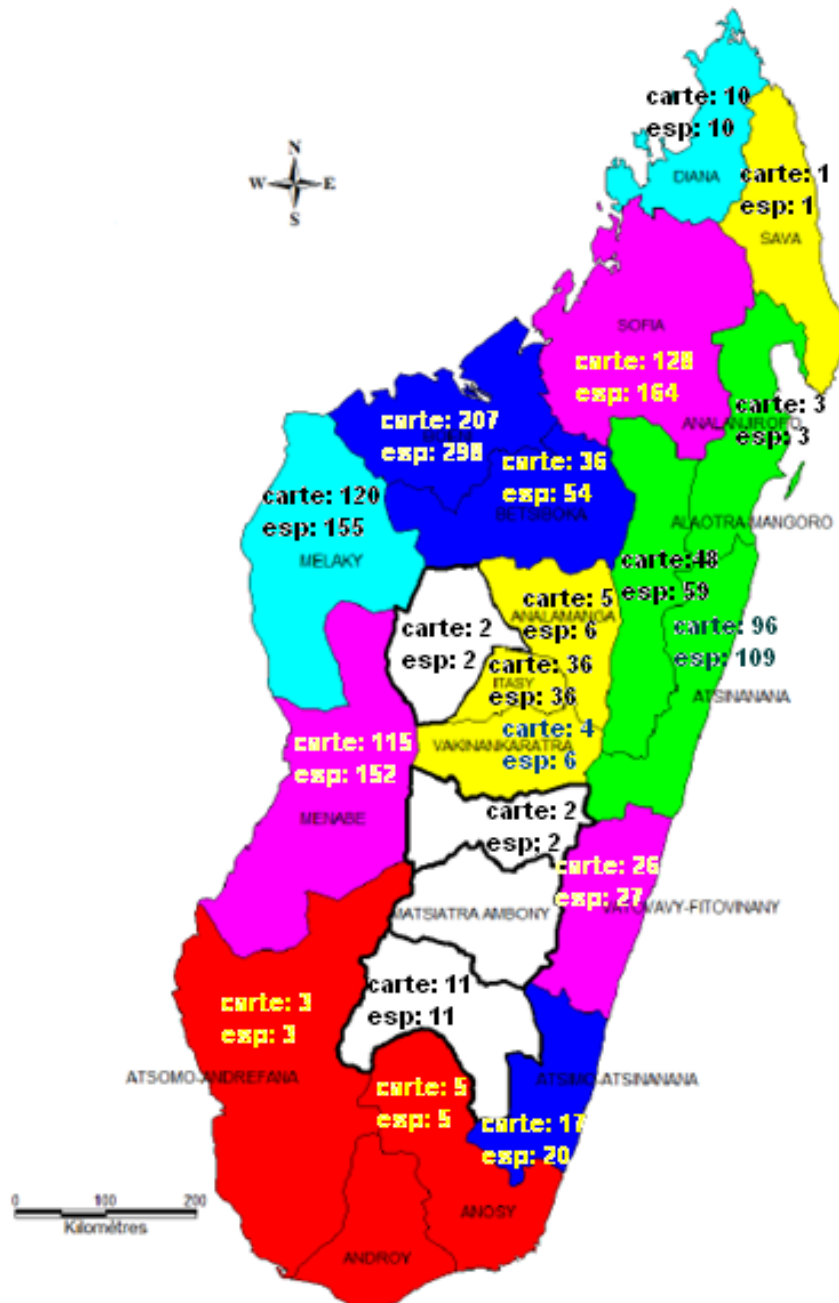 carte: 10
esp: 10
N
W E
S
DIANA
carte: 1
esp: 1
SAVA
SOFIA
carte: 128
esp: 164
carte: 3
ANALANJIROFO
esp: 3
carte: 207
esp: 298
carte: 36
esp: 54
BETSIBOKA
carte: 120
esp: 155
MELAKY
ALAOTRA-MANGORO
carte:48
esp: 59
carte: 5
ANALAMANGA
esp: 6
carte: 2
esp: 2
carte: 96
esp: 109
carte: 36
ITASY
esp: 36
ATSINANANA
carte: 4
VAKINANKARATRA
esp: 6
carte: 115
esp: 152
MENABE
carte: 2
esp: 2
carte: 26
esp: 27
VATOVAVY-FITOVINANY
MATSIATRA AMBONY
carte: 11
esp: 11
carte: 3
esp: 3
ATSOMO-ANDREFANA
carte: 5
esp: 5
ATSIMO-ATSINANANA
carte: 17
esp: 20
0 100 200
Kilométres
ANOSY
ANDROY